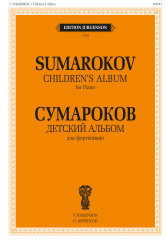 EDITION JURGENSON
SUMAROKOV
CHILDREN'S ALBUM
for Piano
СУМАРОКОВ
ДЕТСКИЙ АЛЬБОМ
для фортепиано
P. JURGENSON
П. ЮРГЕНСОН